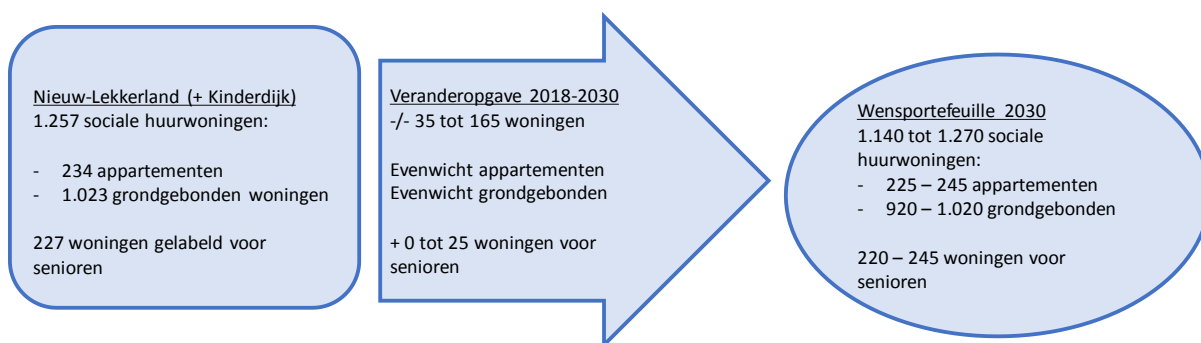 Nieuw-Lekkerland (+ Kinderdijk)
1.257 sociale huurwoningen:
- 234 appartementen
- 1.023 grondgebonden woningen
227 woningen gelabeld voor
senioren
Veranderopgave 2018-2030
-/- 35 tot 165 woningen
Evenwicht appartementen
Evenwicht grondgebonden
+ 0 tot 25 woningen voor
senioren
Wensportefeuille 2030
1.140 tot 1.270 sociale
huurwoningen:
- 225 – 245 appartementen
- 920 – 1.020 grondgebonden
220 – 245 woningen voor
senioren